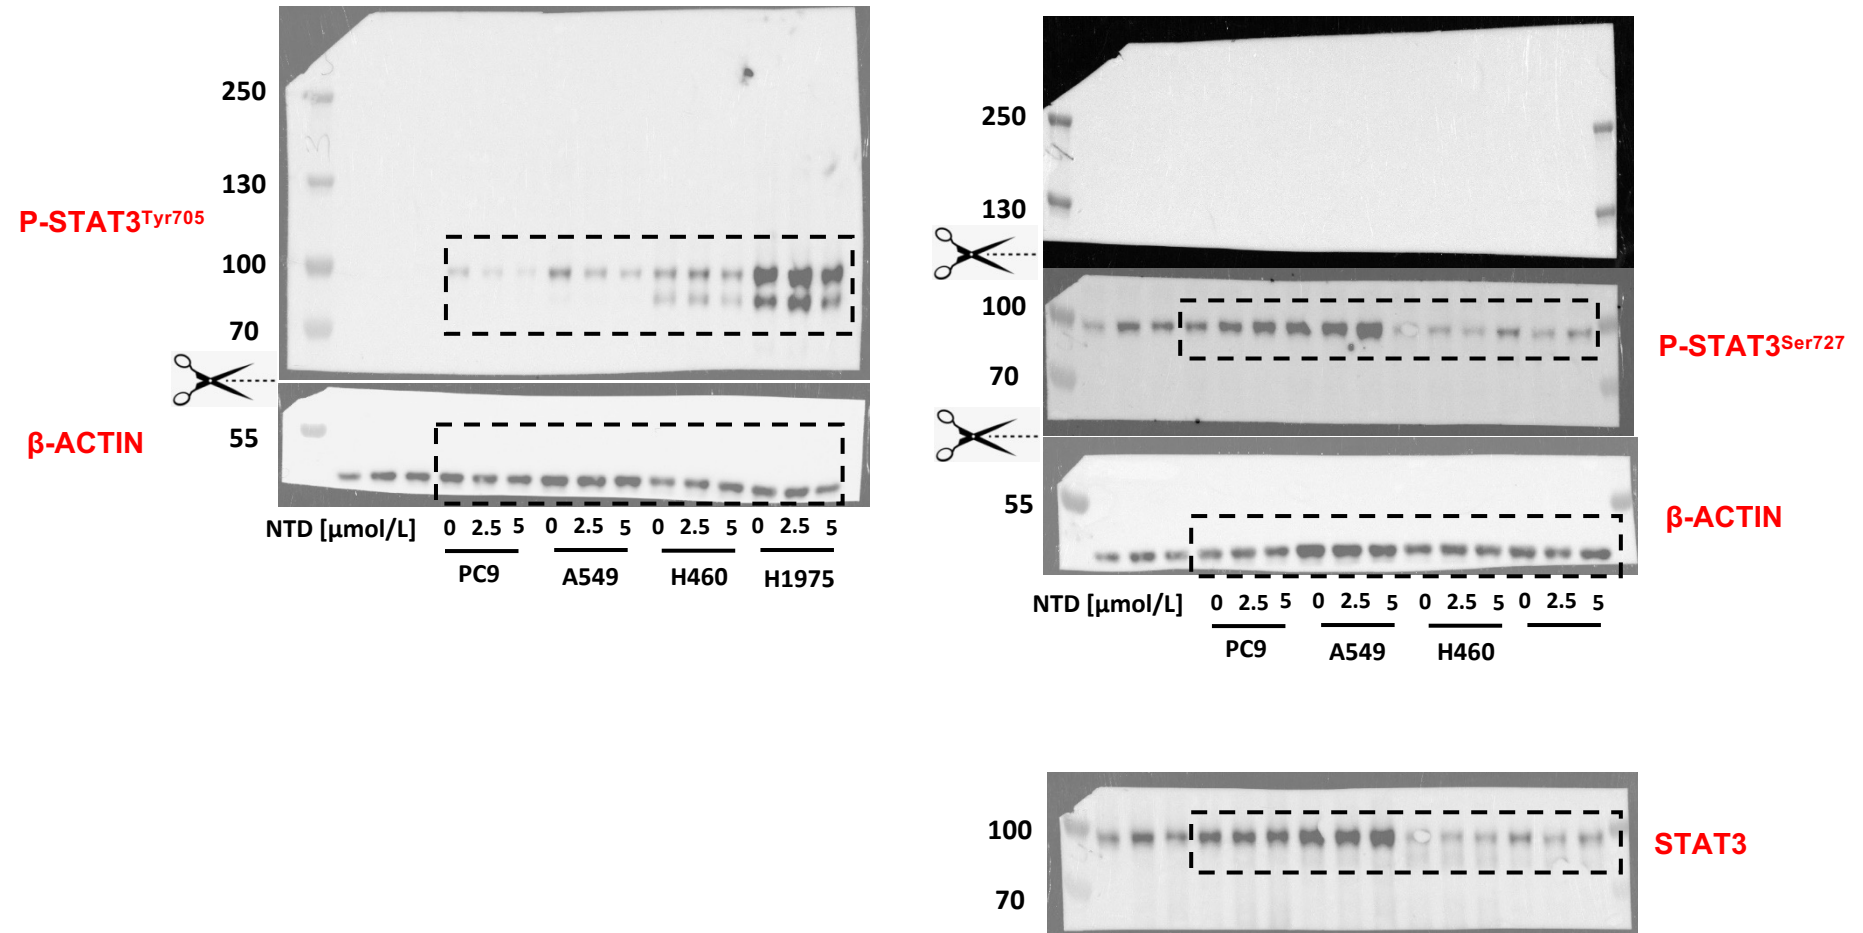 250
130
P-STAT3Tyr705
100
70
55
β-ACTIN
NTD [µmol/L] 0 2.5 5 0 2.5 5 0 2.5 5 0 2.5 5
PC9 A549 H460 H1975
250
130
100
P-STAT3Ser727
70
55
β-ACTIN
NTD [µmol/L] 0 2.5 5 0 2.5 5 0 2.5 5 0 2.5 5
PC9 A549 H460
100
STAT3
70